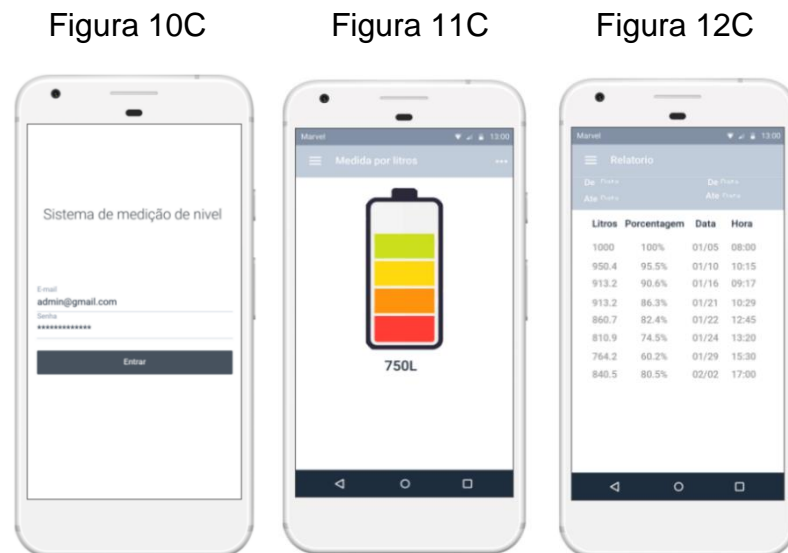 Figura 10C
Figura 11C
Figura 12C
Sistema de medição de nivel
E-mail
admin@gmail.com
Senha
*************
Entrar
Marvel 13:00
Medida por litros
750L
Marvel 13:00
Relatorio
De De
Ate Ate
Litros Porcentagem Data Hora
1000 100% 01/05 08:00
950.4 95.5% 01/10 10:15
913.2 90.6% 01/16 09:17
913.2 86.3% 01/21 10:29
860.7 82.4% 01/22 12:45
810.9 74.5% 01/24 13:20
764.2 60.2% 01/29 15:30
840.5 80.5% 02/02 17:00